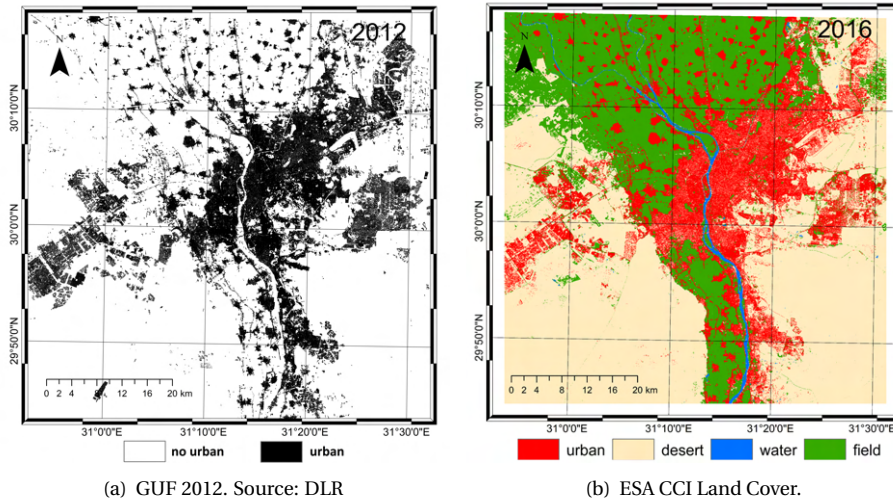 2012
N
30°10'0"N
30°0'0"N
29°50'0"N
0 2 4 8 12 16 20 km
31°0'0"E 31°10'0"E 31°20'0"E 31°30'0"E
no urban urban
(a) GUF 2012. Source: DLR
2016
N
30°10'0"N
30°0'0"N
29°50'0"N
0 2 4 8 12 16 20 km
31°0'0"E 31°10'0"E 31°20'0"E 31°30'0"E
urban desert water field
(b) ESA CCI Land Cover.